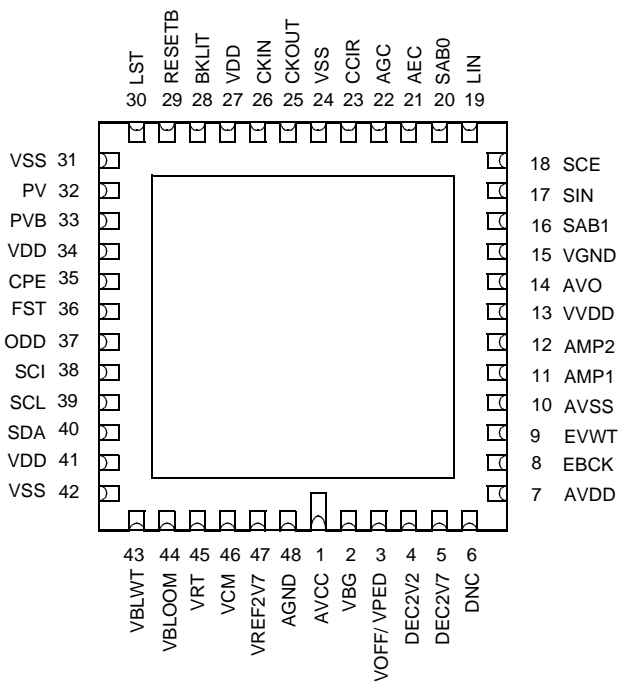 LST
RESETB
BKLIT
VDD
CKIN
CKOUT
VSS
CCIR
AGC
AEC
SAB0
LIN
30 29 28 27 26 25 24 23 22 21 20 19
VSS 31
PV 32
PVB 33
VDD 34
CPE 35
FST 36
ODD 37
SCI 38
SCL 39
SDA 40
VDD 41
VSS 42
18 SCE
17 SIN
16 SAB1
15 VGND
14 AVO
13 VVDD
12 AMP2
11 AMP1
10 AVSS
9 EVWT
8 EBCK
7 AVDD
43 44 45 46 47 48 1 2 3 4 5 6
VBLWT
VBLOOM
VRT
VCM
VREF2V7
AGND
AVCC
VBG
VOFF/ VPED
DEC2V2
DEC2V7
DNC